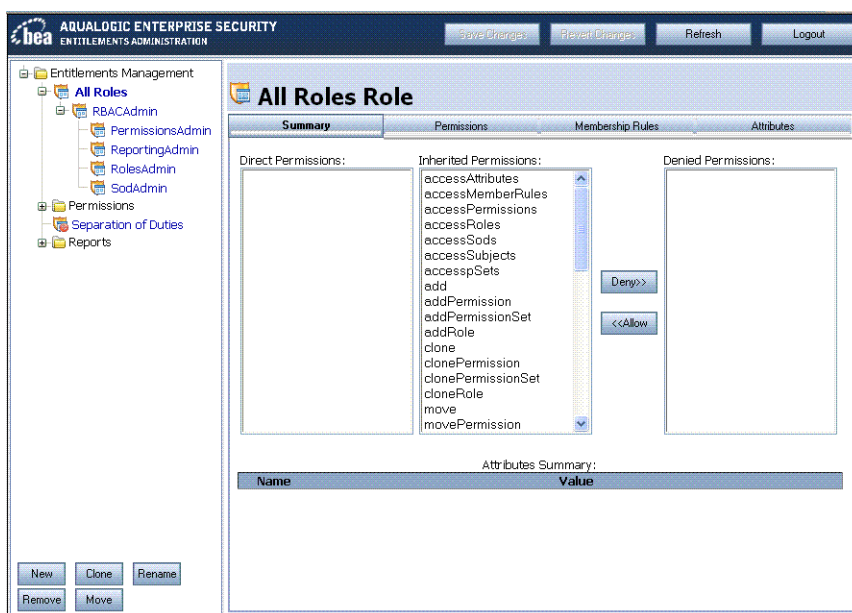 bea AQUALOGIC ENTERPRISE SECURITY
ENTITLEMENTS ADMINISTRATION
Save Changes
Revert Changes
Refresh
Logout
Entitlements Management
All Roles
RBACAdmin
PermissionsAdmin
ReportingAdmin
RolesAdmin
SodAdmin
Permissions
Separation of Duties
Reports
New Clone Rename
Remove Move
All Roles Role
Summary Permissions Membership Rules Attributes
Direct Permissions:
Inherited Permissions:
accessAttributes
accessMemberRules
accessPermissions
accessRoles
accessSods
accessSubjects
accesspSets
add
addPermission
addPermissionSet
addRole
clone
clonePermission
clonePermissionSet
cloneRole
move
movePermission
Deny>>
<<Allow
Denied Permissions:
Attributes Summary:
Name Value